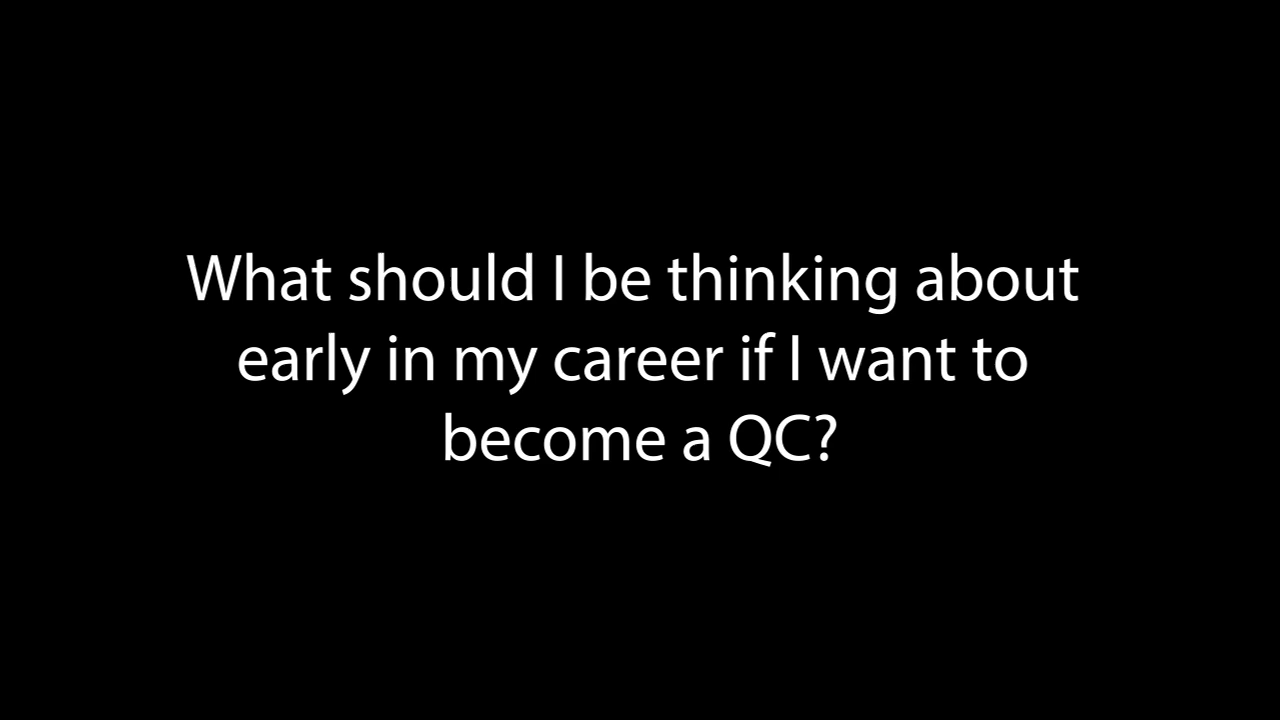 What should I be thinking about
early in my career if I want to
become a QC?